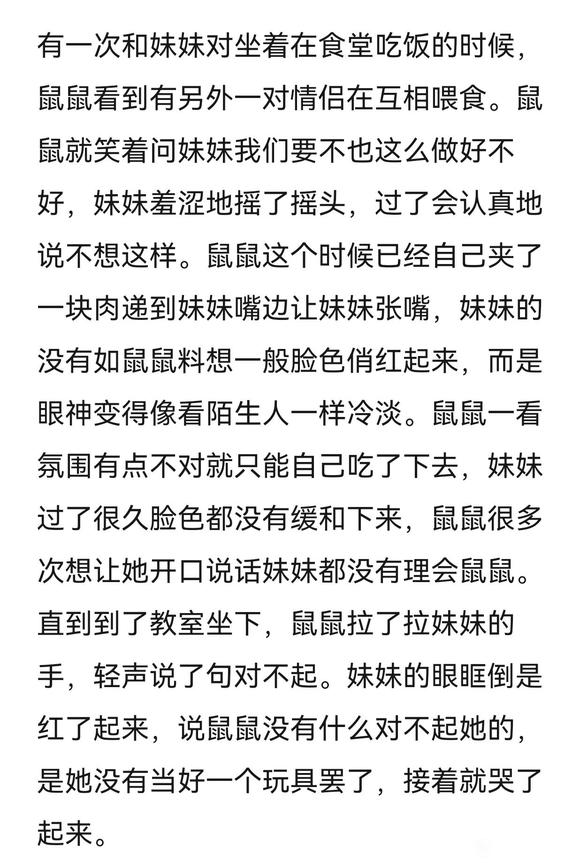 有一次和妹妹对坐着在食堂吃饭的时候，
鼠鼠看到有另外一对情侣在互相喂食。鼠
鼠就笑着问妹妹我们要不也这么做好不
好，妹妹羞涩地摇了摇头，过了会认真地
说不想这样。鼠鼠这个时候已经自己夹了
一块肉递到妹妹嘴边让妹妹张嘴，妹妹的
没有如鼠鼠料想一般脸色俏红起来，而是
眼神变得像看陌生人一样冷淡。鼠鼠一看
氛围有点不对就只能自己吃了下去，妹妹
过了很久脸色都没有缓和下来，鼠鼠很多
次想让她开口说话妹妹都没有理会鼠鼠。
直到到了教室坐下，鼠鼠拉了拉妹妹的
手，轻声说了句对不起。妹妹的眼眶倒是
红了起来，说鼠鼠没有什么对不起她的，
是她没有当好一个玩具罢了，接着就哭了
起来。